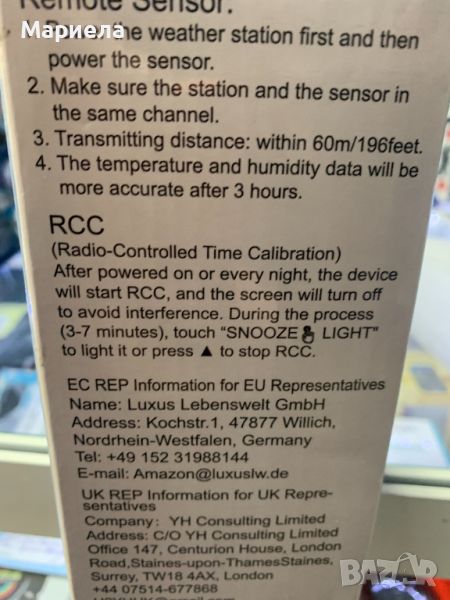 Remote Sensor:
Мариела
the weather station first and then
power the sensor.
2. Make sure the station and the sensor in
the same channel.
3. Transmitting distance: within 60m/196feet.
4. The temperature and humidity data will be
more accurate after 3 hours.
RCC
(Radio-Controlled Time Calibration)
After powered on or every night, the device
will start RCC, and the screen will turn off
to avoid interference. During the process
(3-7 minutes), touch "SNOOZE LIGHT"
to light it or press ▲ to stop RCC.
EC REP Information for EU Representatives
Name: Luxus Lebenswelt GmbH
Address: Kochstr.1, 47877 Willich,
Nordrhein-Westfalen, Germany
Tel: +49 152 31988144
E-mail: Amazon@luxuslw.de
UK REP Information for UK Repre-
sentatives
Company: YH Consulting Limited
Address: C/O YH Consulting Limited
Office 147, Centurion House, London
Road,Staines-upon-ThamesStaines,
Surrey, TW18 4AX, London
+44 07514-677868
bazar